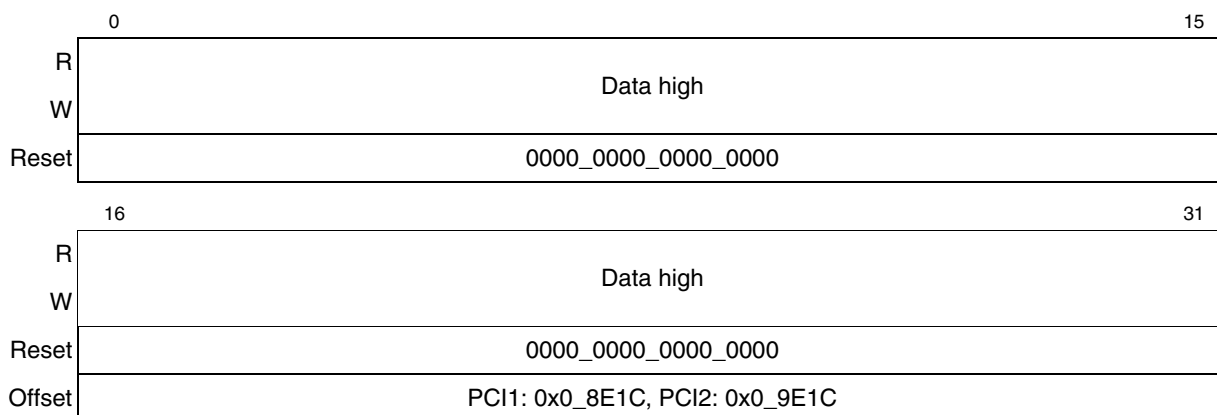 0 15
R
Data high
W
Reset 0000_0000_0000_0000
16 31
R
Data high
W
Reset 0000_0000_0000_0000
Offset PCI1: 0x0_8E1C, PCI2: 0x0_9E1C